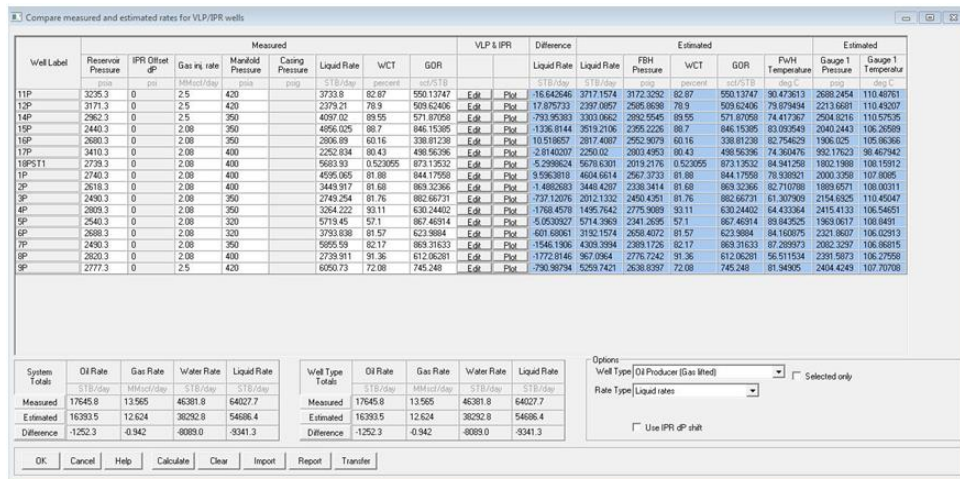 Compare measured and estimated rates for VLP/IPR wells
Measured VLP & IPR Difference Estimated Estimated
Well Label Reservoir Pressure IPR Offset dP Gas inj. rate Manifold Pressure Casing Pressure Liquid Rate WCT GOR Liquid Rate Liquid Rate FBH Pressure WCT GOR FWH Temperature Gauge 1 Pressure Gauge 1 Temperatur
psia psi MMscf/day psig psig STB/day percent scf/STB STB/day STB/day psig percent scf/STB deg C psig deg C
11P 3235.3 0 2.5 420 3733.8 82.87 550.13747 Edit Plot -16.642646 3717.1574 3172.3292 82.87 550.13747 90.473613 2688.2454 110.48761
12P 3171.3 0 2.5 420 2379.21 78.9 509.62406 Edit Plot 17.875733 2397.0857 2585.8698 78.9 509.62406 79.879494 2213.6681 110.49207
14P 2962.3 0 2.5 350 4097.02 89.55 571.87058 Edit Plot -793.95383 3303.0662 2892.5545 89.55 571.87058 74.417367 2504.8216 110.57535
15P 2440.3 0 2.08 350 4856.025 88.7 846.15385 Edit Plot -1336.8144 3519.2106 2355.2226 88.7 846.15385 83.093549 2040.2443 106.26589
16P 2680.3 0 2.08 350 2806.89 60.16 338.81238 Edit Plot 10.518657 2817.4087 2552.9079 60.16 338.81238 82.754629 1906.025 105.86366
17P 3410.3 0 2.08 400 2252.834 80.43 498.56396 Edit Plot -2.8140207 2250.02 2803.4953 80.43 498.56396 74.360476 992.17623 98.467942
18PST1 2739.3 0 2.08 400 5683.93 0.523055 873.13532 Edit Plot -5.2998624 5678.6301 2019.2176 0.523055 873.13532 84.941258 1802.1988 108.15912
1P 2740.3 0 2.08 400 4595.065 81.88 844.17558 Edit Plot 9.5963818 4604.6614 2567.3733 81.88 844.17558 78.938921 2000.3358 107.8085
2P 2618.3 0 2.08 400 3449.917 81.68 869.32366 Edit Plot -1.4882683 3448.4287 2338.3414 81.68 869.32366 82.710788 1889.6571 108.00311
3P 2490.3 0 2.08 350 2749.254 81.76 882.66731 Edit Plot -737.12076 2012.1332 2450.4351 81.76 882.66731 61.307909 2154.6925 110.45047
4P 2809.3 0 2.08 350 3264.222 93.11 630.24402 Edit Plot -1768.4578 1495.7642 2775.9089 93.11 630.24402 64.433364 2415.4133 106.54651
5P 2540.3 0 2.08 320 5719.45 57.1 867.46914 Edit Plot -5.0530927 5714.3969 2341.2695 57.1 867.46914 89.843525 1969.0617 108.0491
6P 2688.3 0 2.08 320 3793.838 81.57 623.9884 Edit Plot -601.68061 3192.1574 2658.4072 81.57 623.9884 84.160875 2321.8607 106.02913
7P 2490.3 0 2.08 350 5855.59 82.17 869.31633 Edit Plot -1546.1906 4309.3994 2389.1726 82.17 869.31633 87.289973 2082.3297 106.86815
8P 2820.3 0 2.08 400 2739.911 91.36 612.06281 Edit Plot -1772.8146 967.0964 2776.7242 91.36 612.06281 56.511534 2391.5873 106.27558
9P 2777.3 0 2.5 420 6050.73 72.08 745.248 Edit Plot -790.98794 5259.7421 2638.8397 72.08 745.248 81.94905 2404.4249 107.70708
System Totals Oil Rate Gas Rate Water Rate Liquid Rate
STB/day MMscf/day STB/day STB/day
Measured 17645.8 13.565 46381.8 64027.7
Estimated 16393.5 12.624 38292.8 54686.4
Difference -1252.3 -0.942 -8089.0 -9341.3
Well Type Totals Oil Rate Gas Rate Water Rate Liquid Rate
STB/day MMscf/day STB/day STB/day
Measured 17645.8 13.565 46381.8 64027.7
Estimated 16393.5 12.624 38292.8 54686.4
Difference -1252.3 -0.942 -8089.0 -9341.3
Options
Well Type Oil Producer (Gas lifted) Selected only
Rate Type Liquid rates
Use IPR dP shift
OK Cancel Help Calculate Clear Import Report Transfer